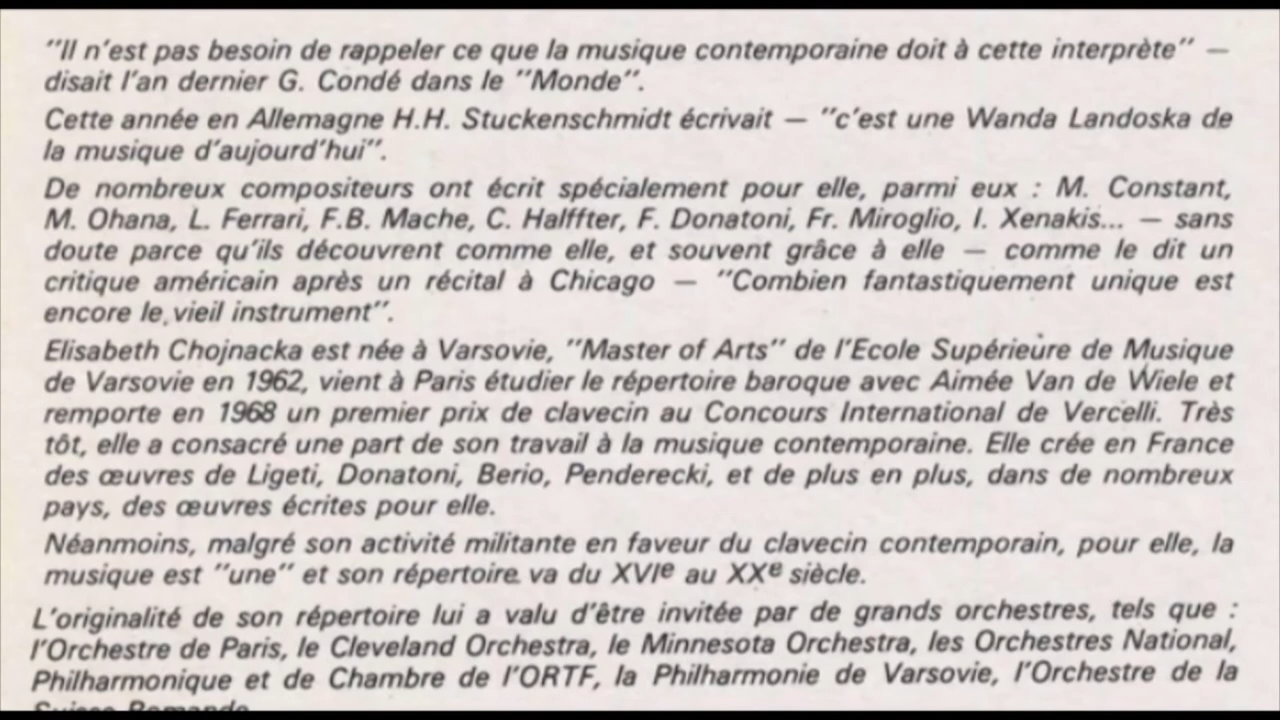 "Il n'est pas besoin de rappeler ce que la musique contemporaine doit à cette interprète" —
disait l'an dernier G. Condé dans le "Monde".
Cette année en Allemagne H.H. Stuckenschmidt écrivait — "c'est une Wanda Landoska de
la musique d'aujourd'hui".
De nombreux compositeurs ont écrit spécialement pour elle, parmi eux : M. Constant,
M. Ohana, L. Ferrari, F.B. Mache, C. Halffter, F. Donatoni, Fr. Miroglio, I. Xenakis... — sans
doute parce qu'ils découvrent comme elle, et souvent grâce à elle — comme le dit un
critique américain après un récital à Chicago — "Combien fantastiquement unique est
encore le vieil instrument".
Elisabeth Chojnacka est née à Varsovie, "Master of Arts" de l'Ecole Supérieure de Musique
de Varsovie en 1962, vient à Paris étudier le répertoire baroque avec Aimée Van de Wiele et
remporte en 1968 un premier prix de clavecin au Concours International de Vercelli. Très
tôt, elle a consacré une part de son travail à la musique contemporaine. Elle crée en France
des œuvres de Ligeti, Donatoni, Berio, Penderecki, et de plus en plus, dans de nombreux
pays, des œuvres écrites pour elle.
Néanmoins, malgré son activité militante en faveur du clavecin contemporain, pour elle, la
musique est "une" et son répertoire va du XVIe au XXe siècle.
L'originalité de son répertoire lui a valu d'être invitée par de grands orchestres, tels que :
l'Orchestre de Paris, le Cleveland Orchestra, le Minnesota Orchestra, les Orchestres National,
Philharmonique et de Chambre de l'ORTF, la Philharmonie de Varsovie, l'Orchestre de la
Suisse Romande